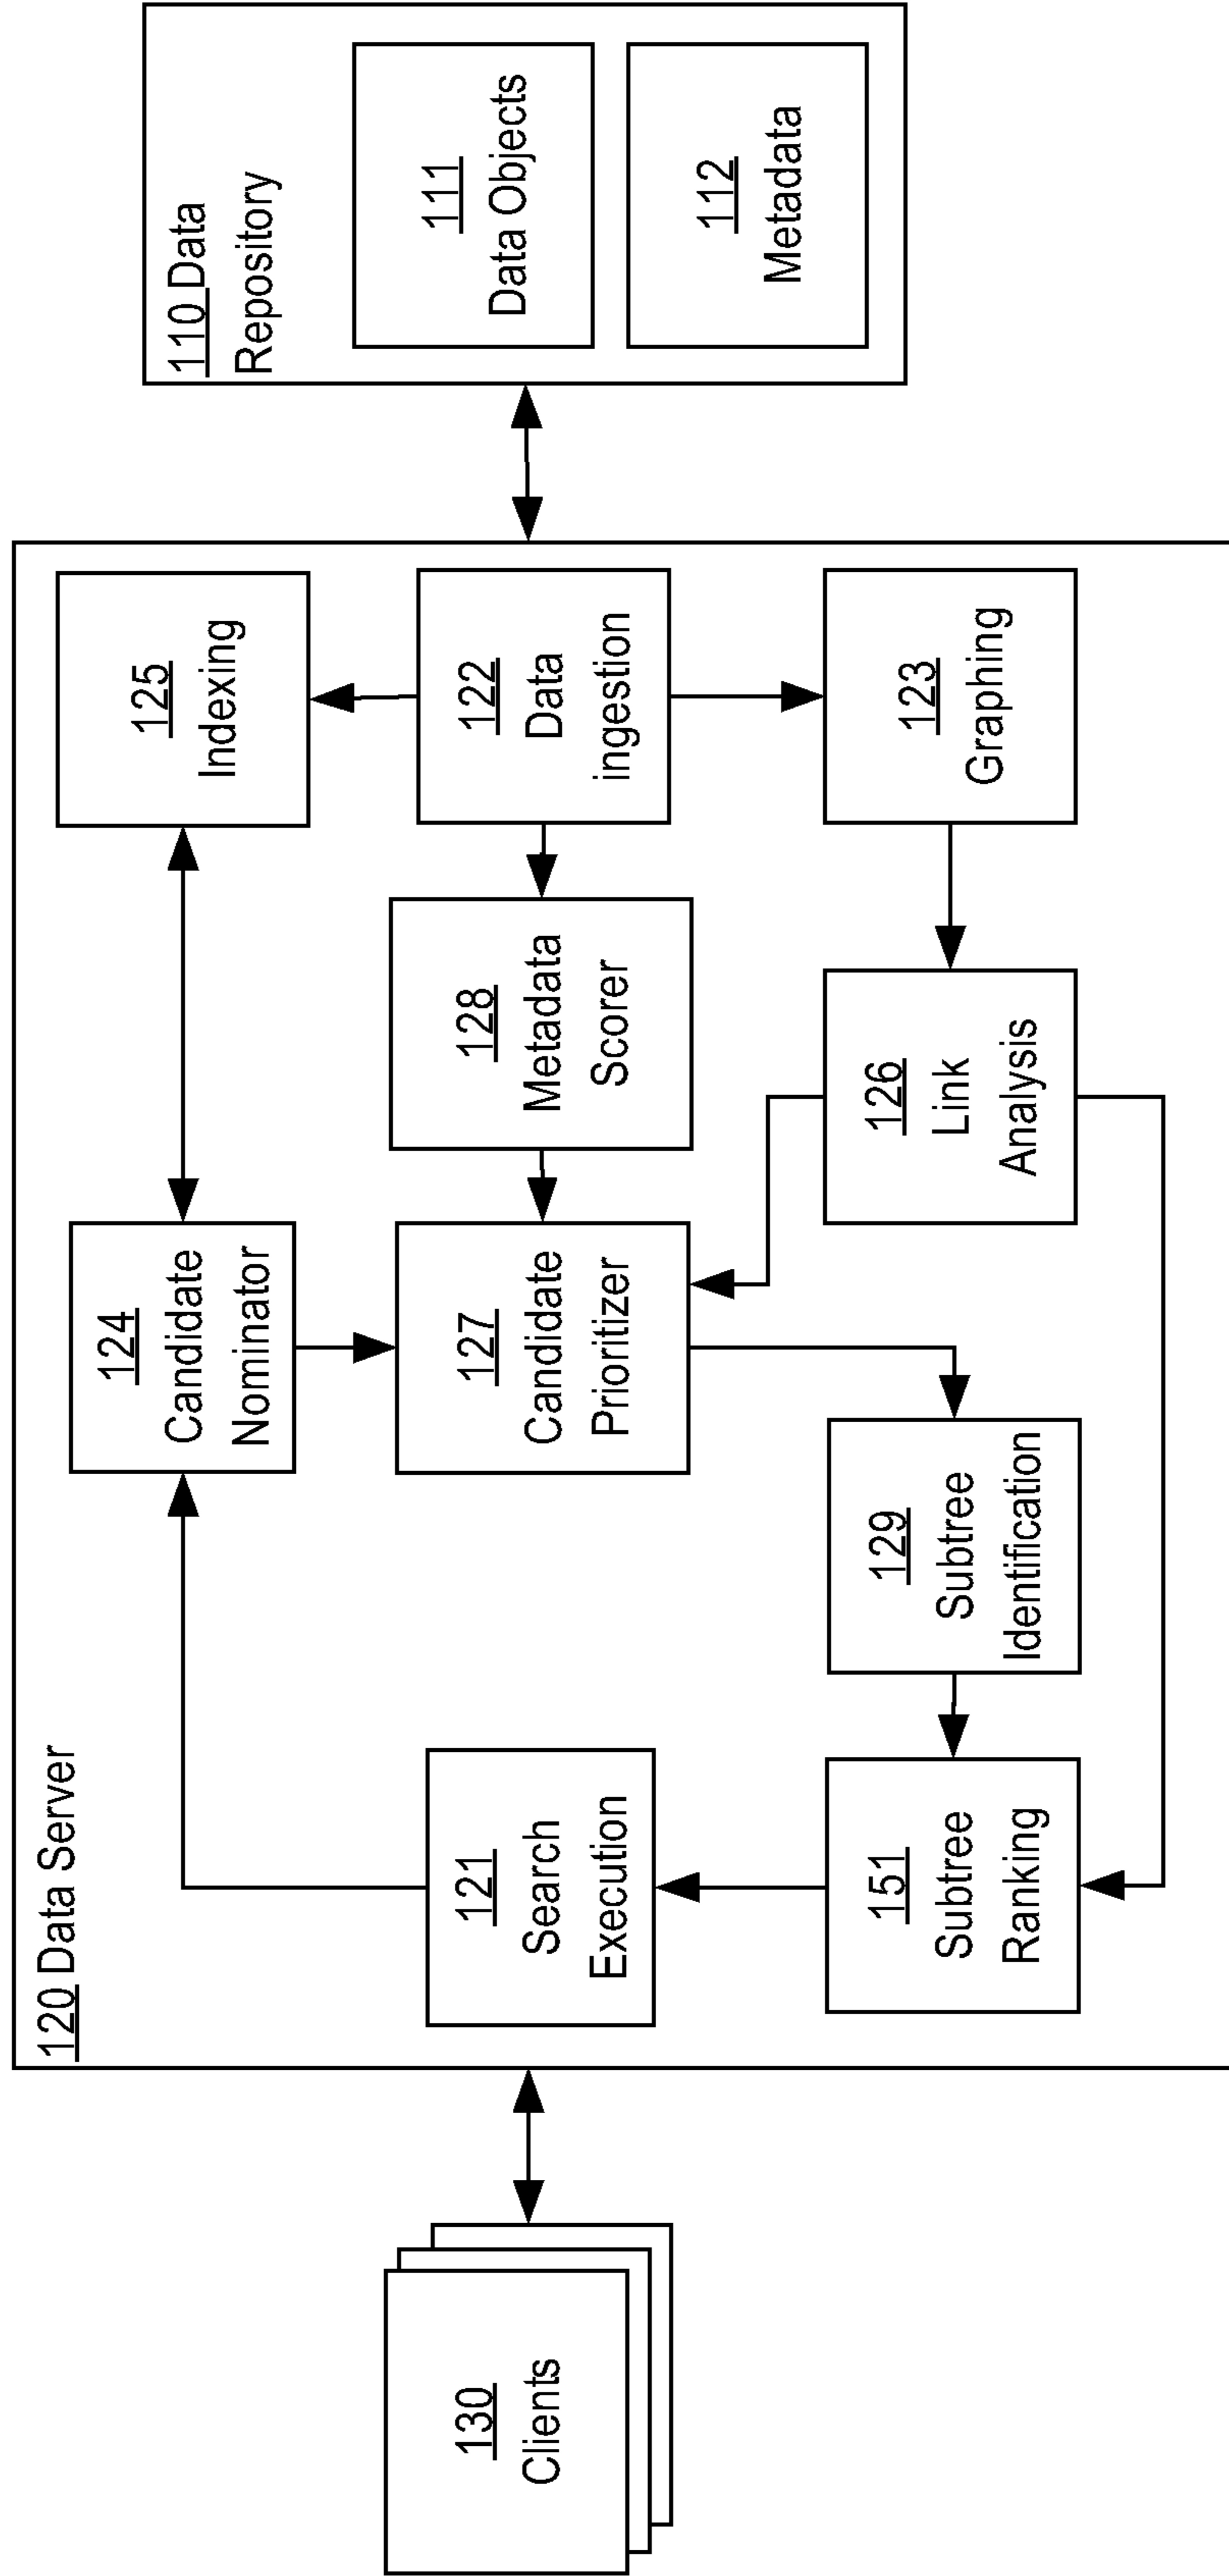 120 Data Server
110 Data
Repository
125
Indexing
124
Candidate
Nominator
111
Data Objects
122
Data
ingestion
128
Metadata
Scorer
127
Candidate
Prioritizer
121
Search
Execution
130
Clients
112
Metadata
123
Graphing
126
Link
Analysis
129
Subtree
Identification
151
Subtree
Ranking